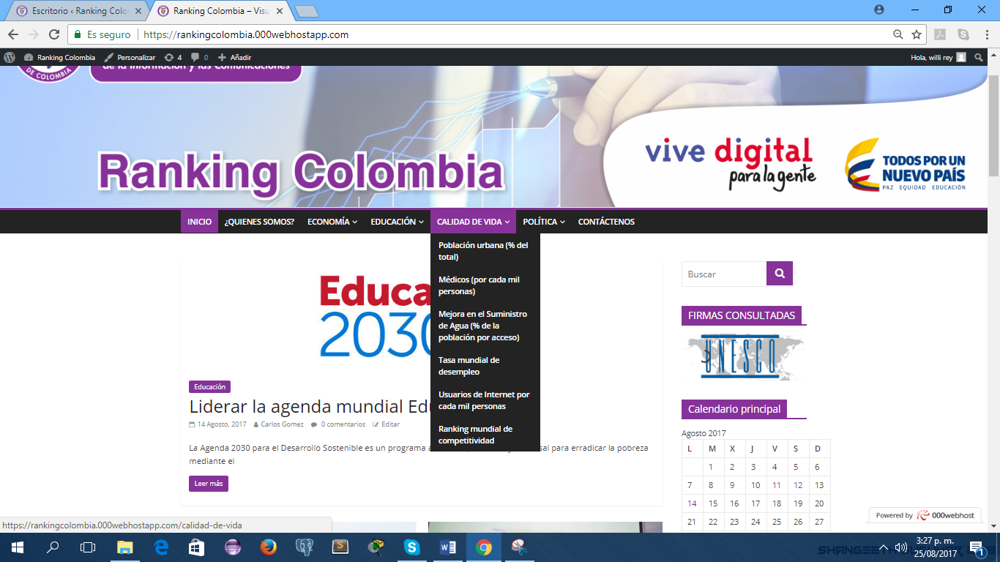 Escritorio ‹ Ranking Colo
Ranking Colombia – Visu
Es seguro
https://rankingcolombia.000webhostapp.com
Ranking Colombia
Personalizar
4
0
Añadir
Hola, willi rey
DE COLOMBIA
de la Información y las Comunicaciones
Ranking Colombia
vive digital
para la gente
TODOS POR UN
NUEVO PAÍS
PAZ EQUIDAD EDUCACIÓN
INICIO
¿QUIENES SOMOS?
ECONOMÍA
EDUCACIÓN
CALIDAD DE VIDA
POLÍTICA
CONTÁCTENOS
Población urbana (% del
total)
Médicos (por cada mil
personas)
Mejora en el Suministro
de Agua (% de la
población por acceso)
Tasa mundial de
desempleo
Usuarios de Internet por
cada mil personas
Ranking mundial de
competitividad
Educa
2030
Educación
Liderar la agenda mundial Edu
14 Agosto, 2017
Carlos Gomez
0 comentarios
Editar
La Agenda 2030 para el Desarrollo Sostenible es un programa a
sal para erradicar la pobreza
mediante el
Leer más
Buscar
FIRMAS CONSULTADAS
UNESCO
Calendario principal
Agosto 2017
L M X J V S D
1 2 3 4 5 6
7 8 9 10 11 12 13
14 15 16 17 18 19 20
21 22 23 24 25 26 27
Powered by 000webhost
https://rankingcolombia.000webhostapp.com/calidad-de-vida
3:27 p. m.
25/08/2017
1